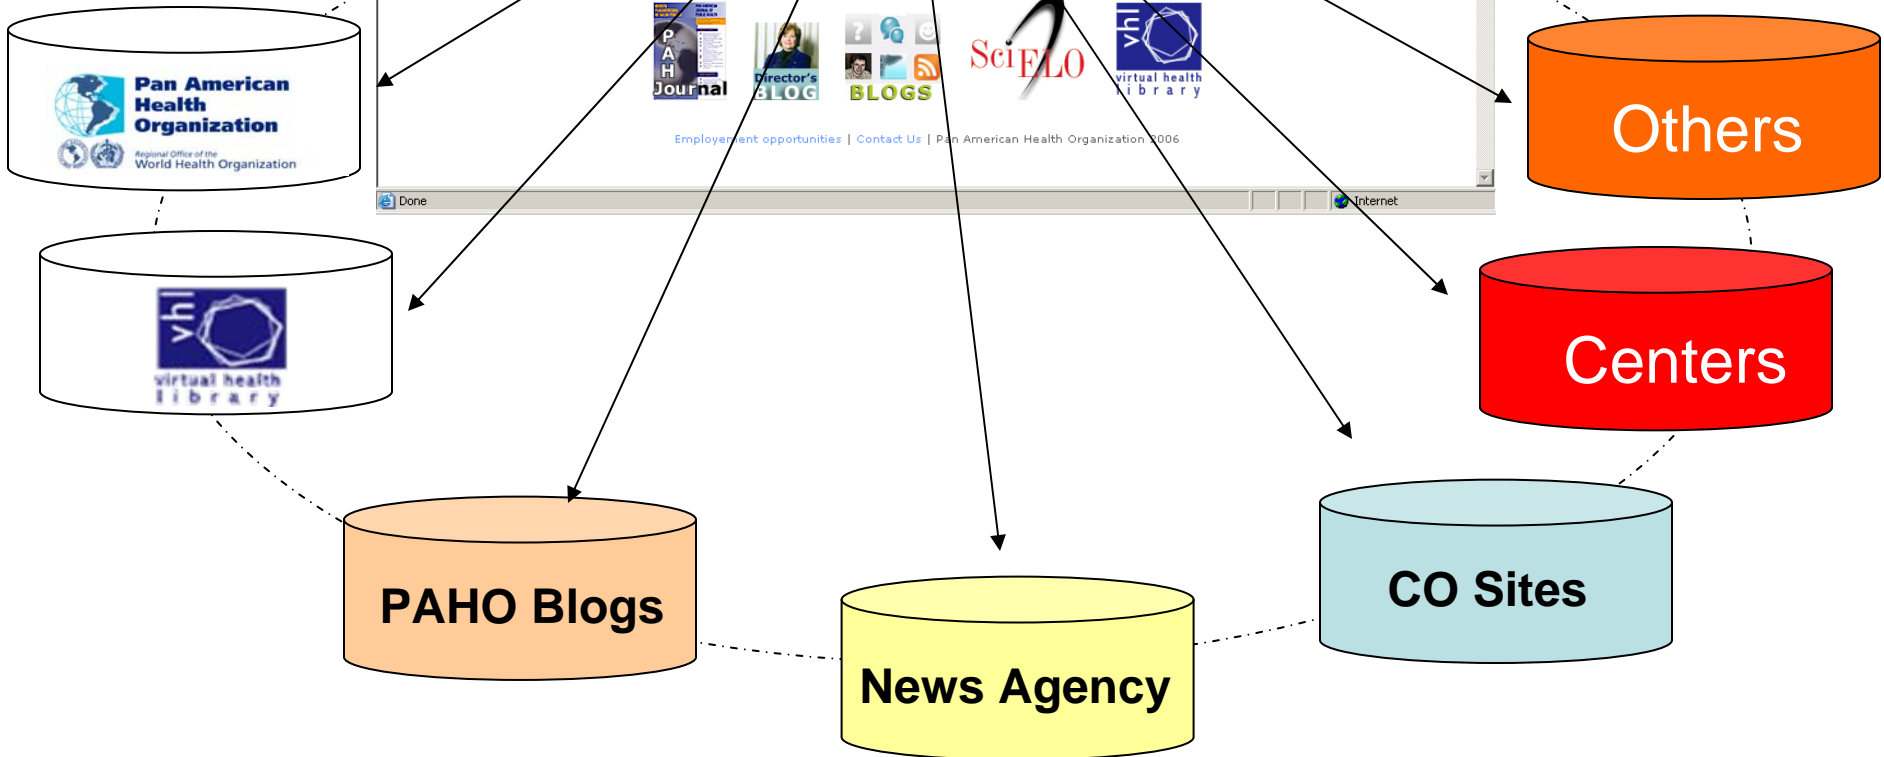 Pan American
Health
Organization
Regional Office of the
World Health Organization
PAH
Journal
Director's
BLOG
BLOGS
SciELO
vhl
virtual health
library
Employement opportunities | Contact Us | Pan American Health Organization 2006
Done
Internet
Others
vhl
virtual health
library
Centers
PAHO Blogs
CO Sites
News Agency